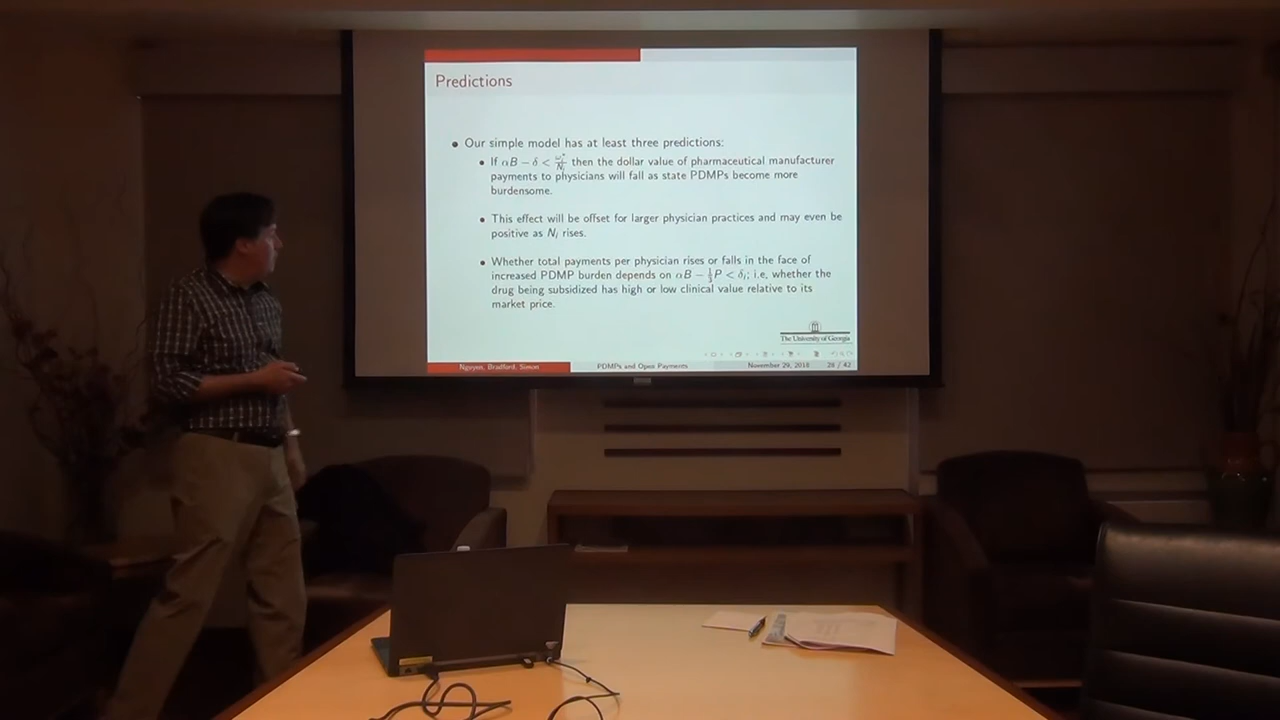 Predictions
• Our simple model has at least three predictions:
• If αB − δ < ω*/Nᵢ then the dollar value of pharmaceutical manufacturer
payments to physicians will fall as state PDMPs become more
burdensome.
• This effect will be offset for larger physician practices and may even be
positive as Nᵢ rises.
• Whether total payments per physician rises or falls in the face of
increased PDMP burden depends on αB − ⅓P < δᵢ; i.e, whether the
drug being subsidized has high or low clinical value relative to its
market price.
The University of Georgia
Nguyen, Bradford, Simon PDMPs and Open Payments November 29, 2018 28 / 42